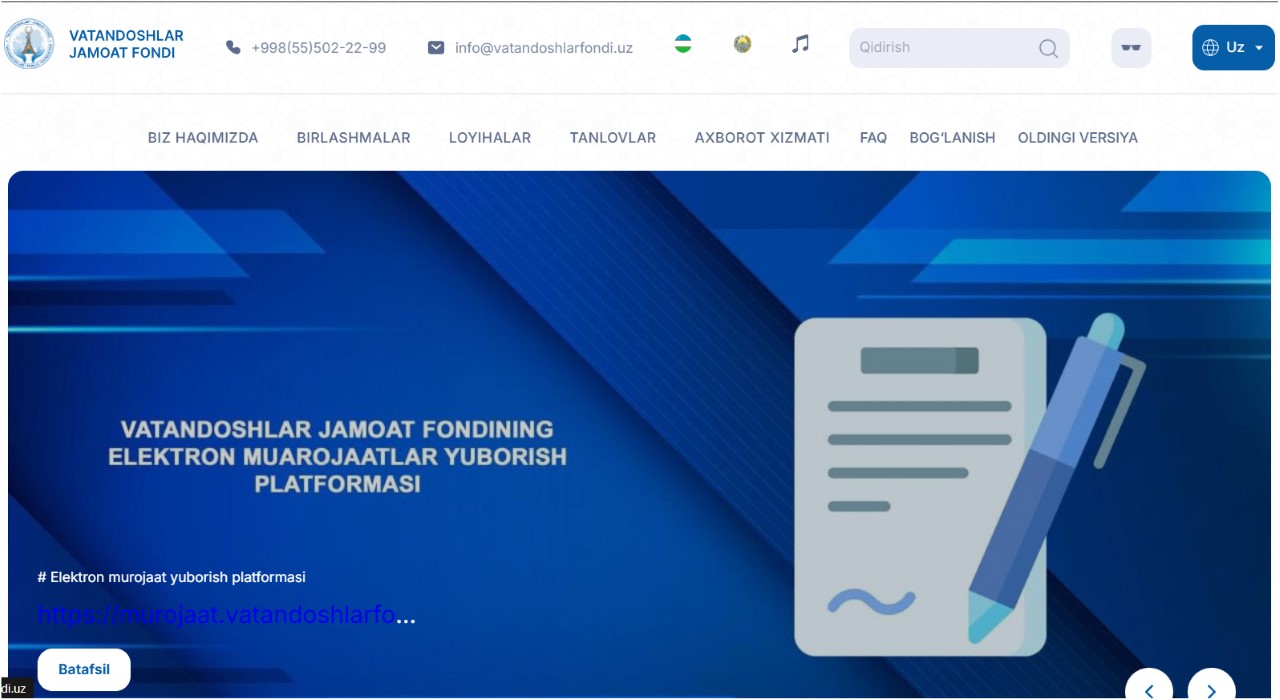 VATANDOSHLAR
JAMOAT FONDI
+998(55)502-22-99
info@vatandoshlarfondi.uz
Qidirish
Uz
BIZ HAQIMIZDA BIRLASHMALAR LOYIHALAR TANLOVLAR AXBOROT XIZMATI FAQ BOG‘LANISH OLDINGI VERSIYA
VATANDOSHLAR JAMOAT FONDINING
ELEKTRON MUAROJAATLAR YUBORISH
PLATFORMASI
# Elektron murojaat yuborish platformasi
https://murojaat.vatandoshlarfo...
Batafsil
di.uz